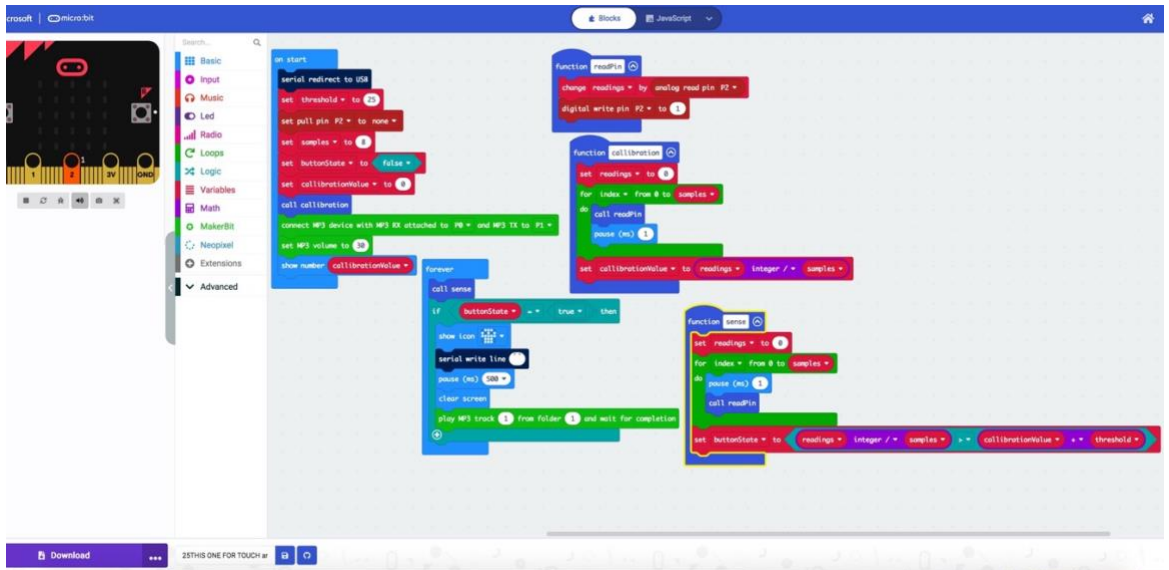 crosoft | micro:bit
Blocks
JavaScript
Search...
Basic
Input
Music
Led
Radio
Loops
Logic
Variables
Math
MakerBit
Neopixel
Extensions
Advanced
1 2 3V GND
1
on start
serial redirect to USB
set threshold to 25
set pull pin P2 to none
set samples to 8
set buttonState to false
set callibrationValue to 0
call callibration
connect MP3 device with MP3 RX attached to P0 and MP3 TX to P1
set MP3 volume to 30
show number callibrationValue
forever
call sense
if buttonState = true then
show icon
serial write line " "
pause (ms) 500
clear screen
play MP3 track 1 from folder 1 and wait for completion
function readPin
change readings by analog read pin P2
digital write pin P2 to 1
function callibration
set readings to 0
for index from 0 to samples
do
call readPin
pause (ms) 1
set callibrationValue to readings integer / samples
function sense
set readings to 0
for index from 0 to samples
do
pause (ms) 1
call readPin
set buttonState to readings integer / samples > callibrationValue + threshold
Download
25THIS ONE FOR TOUCH ar